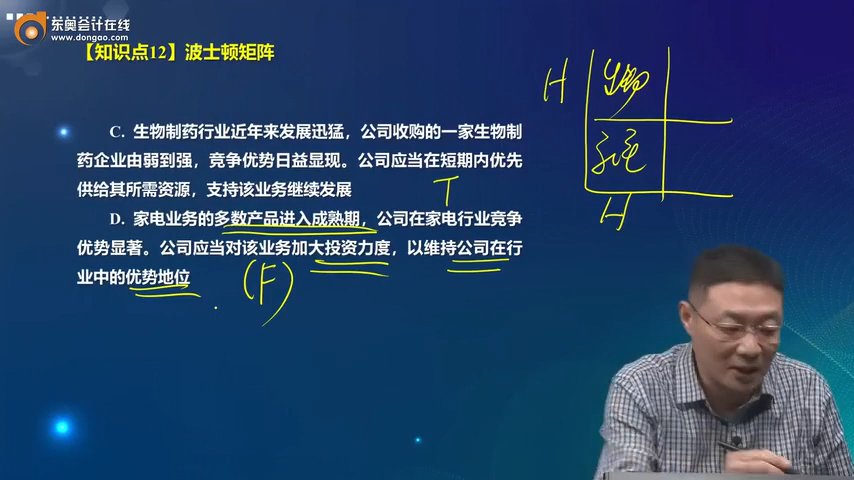 东奥会计在线
www.dongao.com
【知识点12】波士顿矩阵
C. 生物制药行业近年来发展迅猛，公司收购的一家生物制
药企业由弱到强，竞争优势日益显现。公司应当在短期内优先
供给其所需资源，支持该业务继续发展
T
D. 家电业务的多数产品进入成熟期，公司在家电行业竞争
优势显著。公司应当对该业务加大投资力度，以维持公司在行
业中的优势地位
(F)
H
生物
家电
H